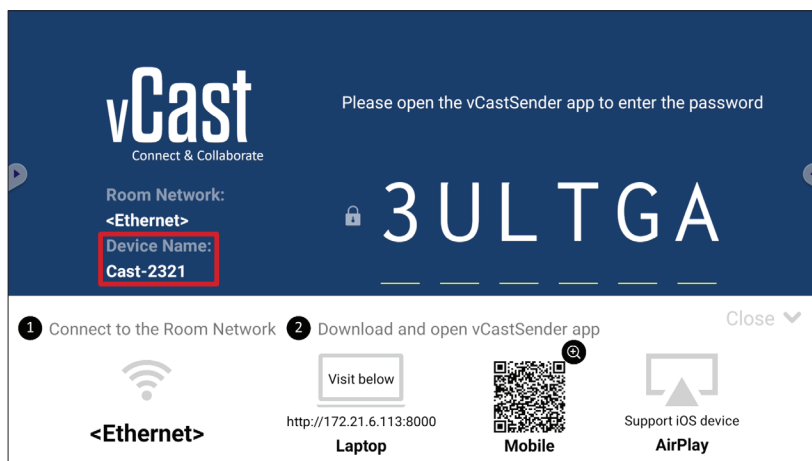 vCast
Connect & Collaborate
Room Network:
<Ethernet>
Device Name:
Cast-2321
Please open the vCastSender app to enter the password
3ULTGA
1 Connect to the Room Network
<Ethernet>
2 Download and open vCastSender app
Close
Visit below
http://172.21.6.113:8000
Laptop
Mobile
Support iOS device
AirPlay